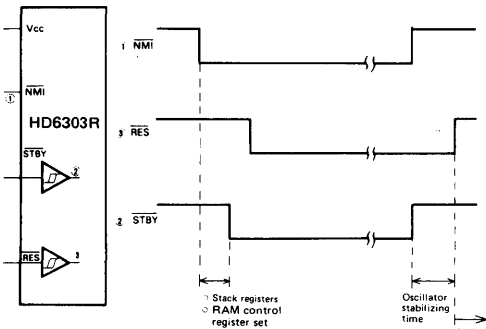 Vcc
NMI
①
HD6303R
STBY
②
RES
3
1 NMI
3 RES
2 STBY
○ Stack registers
○ RAM control
register set
Oscillator
stabilizing
time